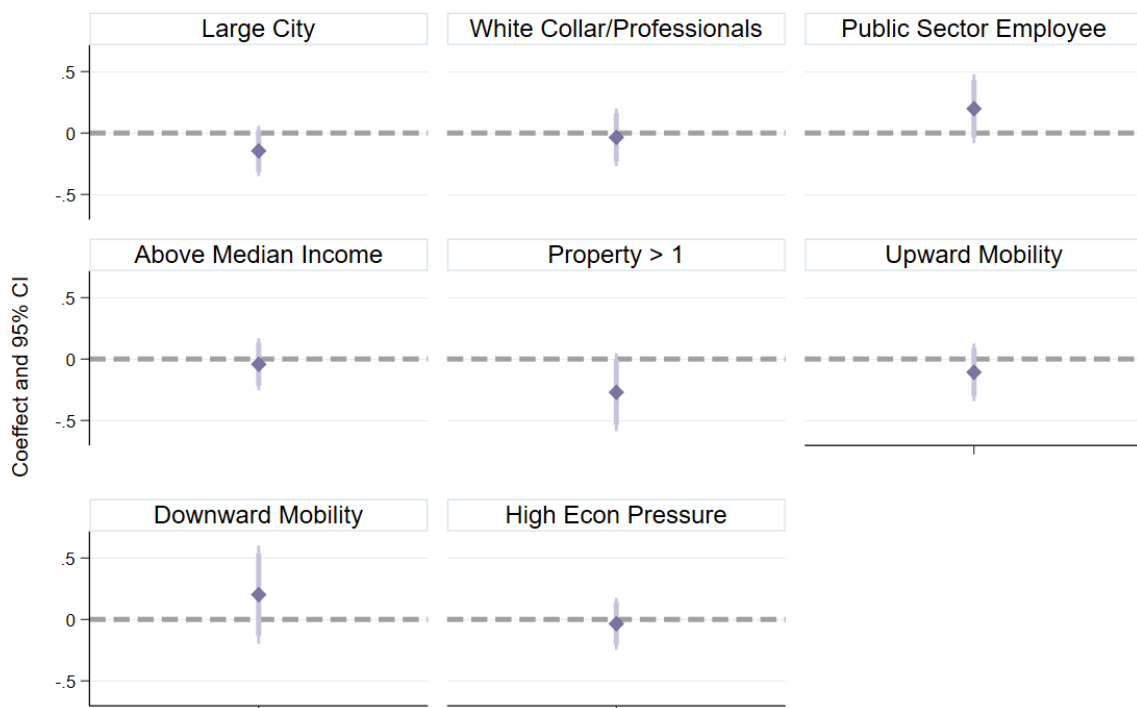 Large City
White Collar/Professionals
Public Sector Employee
.5
0
-.5
Above Median Income
Property > 1
Upward Mobility
.5
0
-.5
Downward Mobility
High Econ Pressure
.5
0
-.5
Coeffect and 95% CI